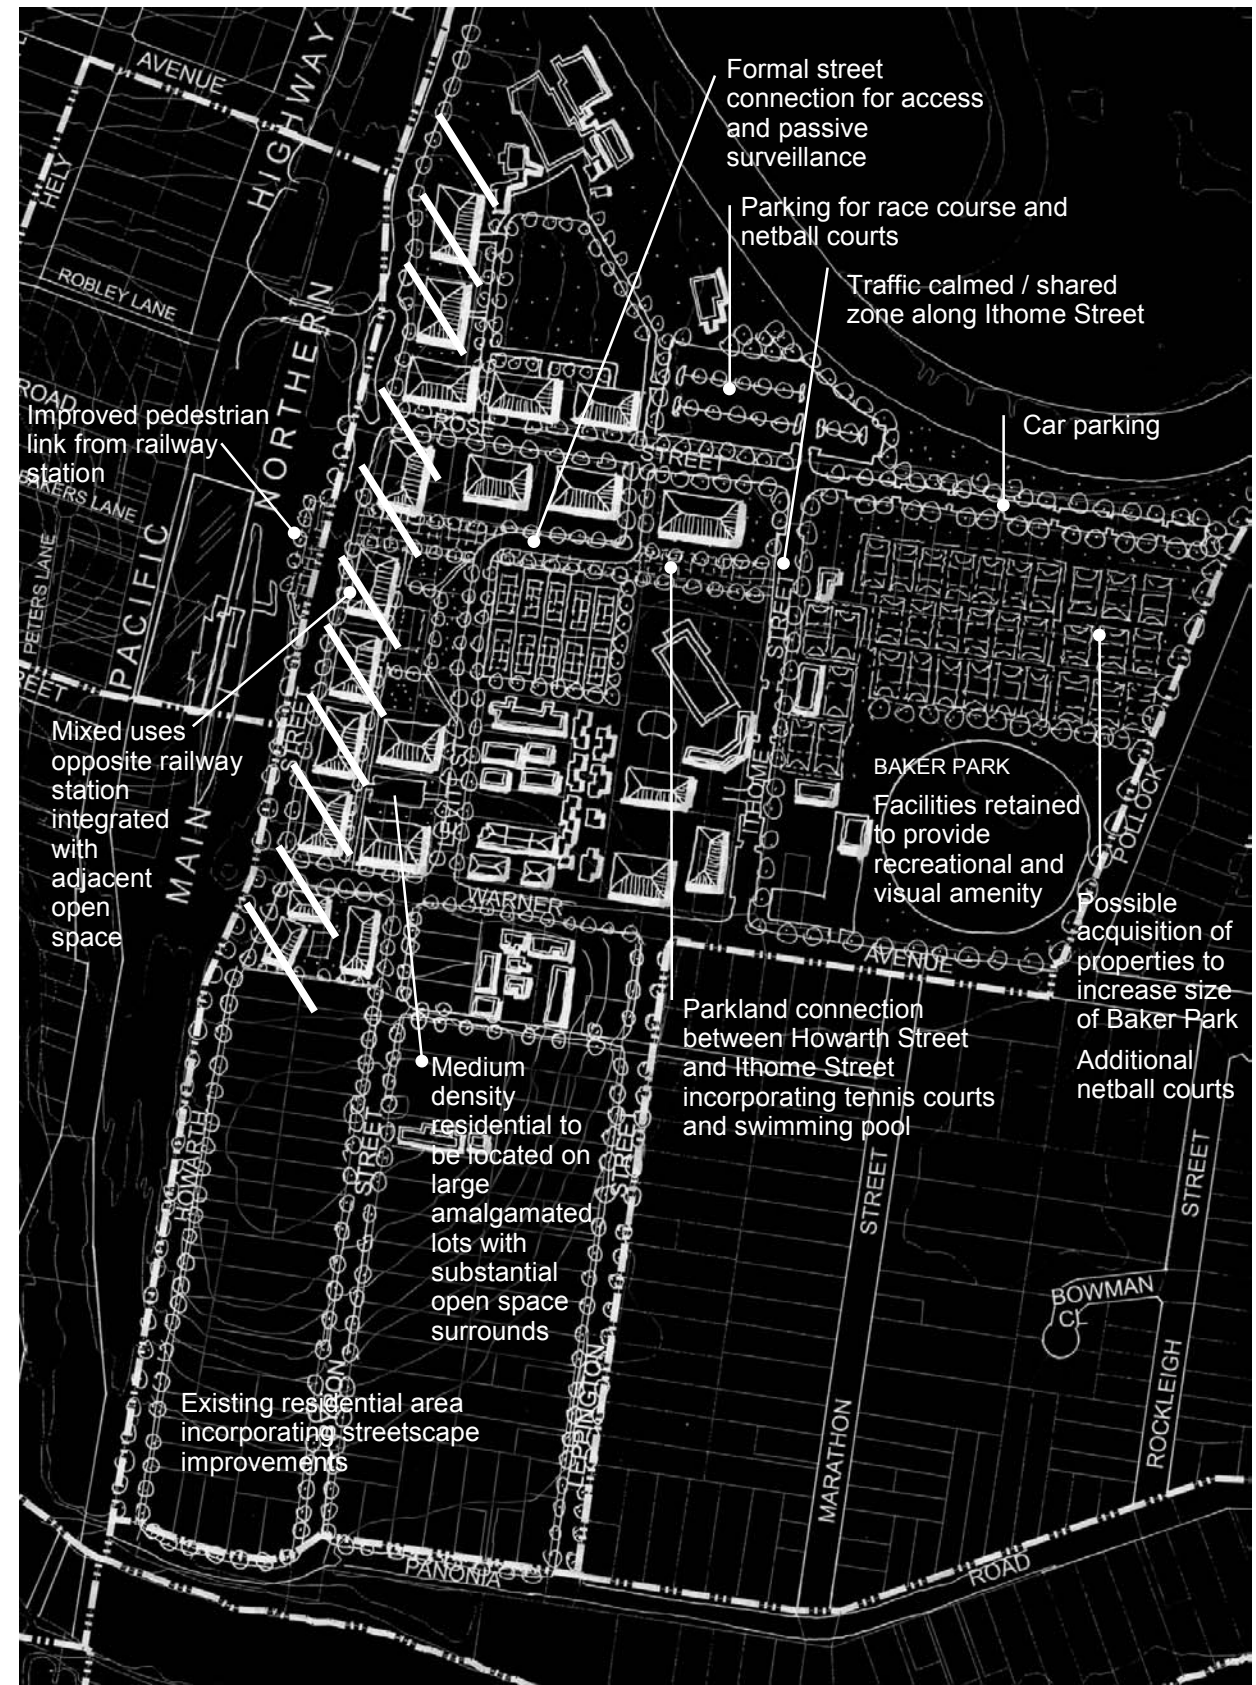 AVENUE
HIGHWAY
HELY
ROBLEY LANE
NORTHERN
ROAD
Formal street
connection for access
and passive
surveillance
Parking for race course and
netball courts
Traffic calmed / shared
zone along Ithome Street
Car parking
ROSE
STREET
Improved pedestrian
link from railway
station
BAKERS LANE
PETERS LANE
PACIFIC
MAIN
STREET
Mixed uses
opposite railway
station
integrated
with
adjacent
open
space
STREET
STREET
ITHOME
WARNER
AVENUE
BAKER PARK
Facilities retained
to provide
recreational and
visual amenity
POLLOCK
Possible
acquisition of
properties to
increase size
of Baker Park
Additional
netball courts
Parkland connection
between Howarth Street
and Ithome Street
incorporating tennis courts
and swimming pool
Medium
density
residential to
be located on
large
amalgamated
lots with
substantial
open space
surrounds
HOWARTH
STREET
STREET
EPPINGTON
STREET
MARATHON
STREET
ROCKLEIGH
BOWMAN
CL
Existing residential area
incorporating streetscape
improvements
PANONIA
ROAD